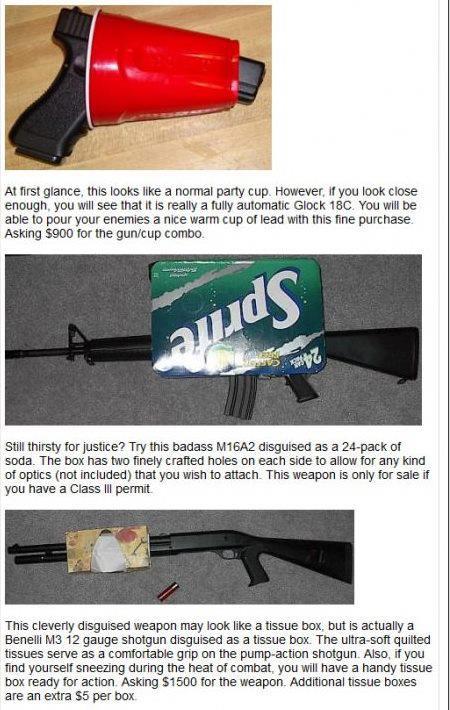 At first glance, this looks like a normal party cup. However, if you look close
enough, you will see that it is really a fully automatic Glock 18C. You will be
able to pour your enemies a nice warm cup of lead with this fine purchase.
Asking $900 for the gun/cup combo.
Sprite
24
Still thirsty for justice? Try this badass M16A2 disguised as a 24-pack of
soda. The box has two finely crafted holes on each side to allow for any kind
of optics (not included) that you wish to attach. This weapon is only for sale if
you have a Class III permit.
This cleverly disguised weapon may look like a tissue box, but is actually a
Benelli M3 12 gauge shotgun disguised as a tissue box. The ultra-soft quilted
tissues serve as a comfortable grip on the pump-action shotgun. Also, if you
find yourself sneezing during the heat of combat, you will have a handy tissue
box ready for action. Asking $1500 for the weapon. Additional tissue boxes
are an extra $5 per box.